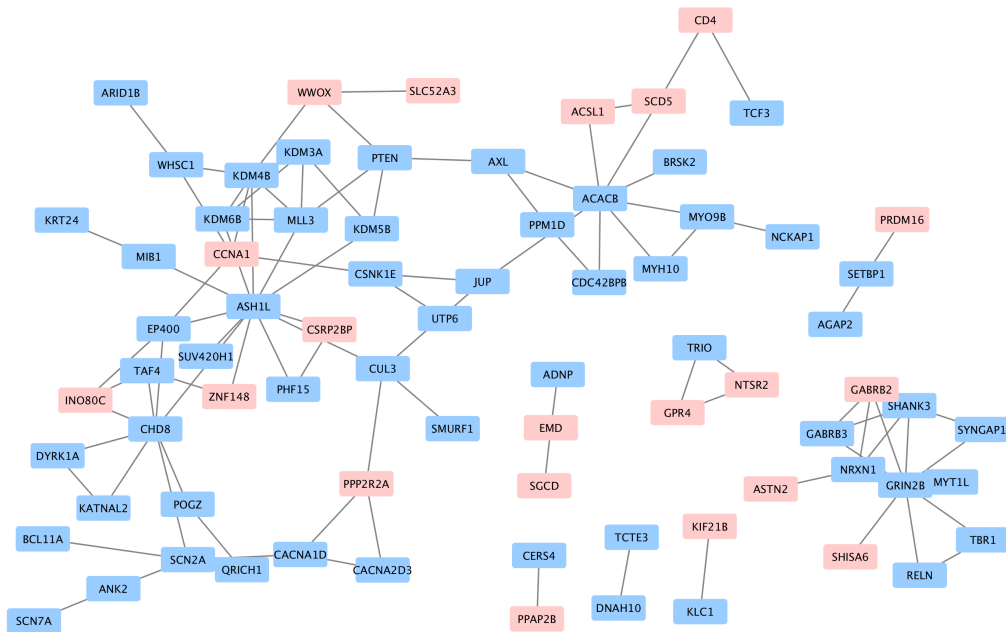 CD4
WWOX
SLC52A3
ARID1B
ACSL1
SCD5
TCF3
KDM3A
PTEN
AXL
BRSK2
WHSC1
KDM4B
ACACB
KRT24
KDM6B
MLL3
KDM5B
PPM1D
MYO9B
PRDM16
NCKAP1
MIB1
CCNA1
CSNK1E
JUP
CDC42BPB
MYH10
SETBP1
ASH1L
UTP6
AGAP2
EP400
CSRP2BP
SUV420H1
TAF4
CUL3
ADNP
TRIO
NTSR2
INO80C
ZNF148
PHF15
GPR4
GABRB2
SHANK3
CHD8
SMURF1
EMD
GABRB3
SYNGAP1
DYRK1A
NRXN1
KATNAL2
POGZ
PPP2R2A
SGCD
ASTN2
GRIN2B
MYT1L
BCL11A
SCN2A
QRICH1
CACNA1D
CACNA2D3
CERS4
TCTE3
KIF21B
SHISA6
TBR1
RELN
ANK2
SCN7A
PPAP2B
DNAH10
KLC1